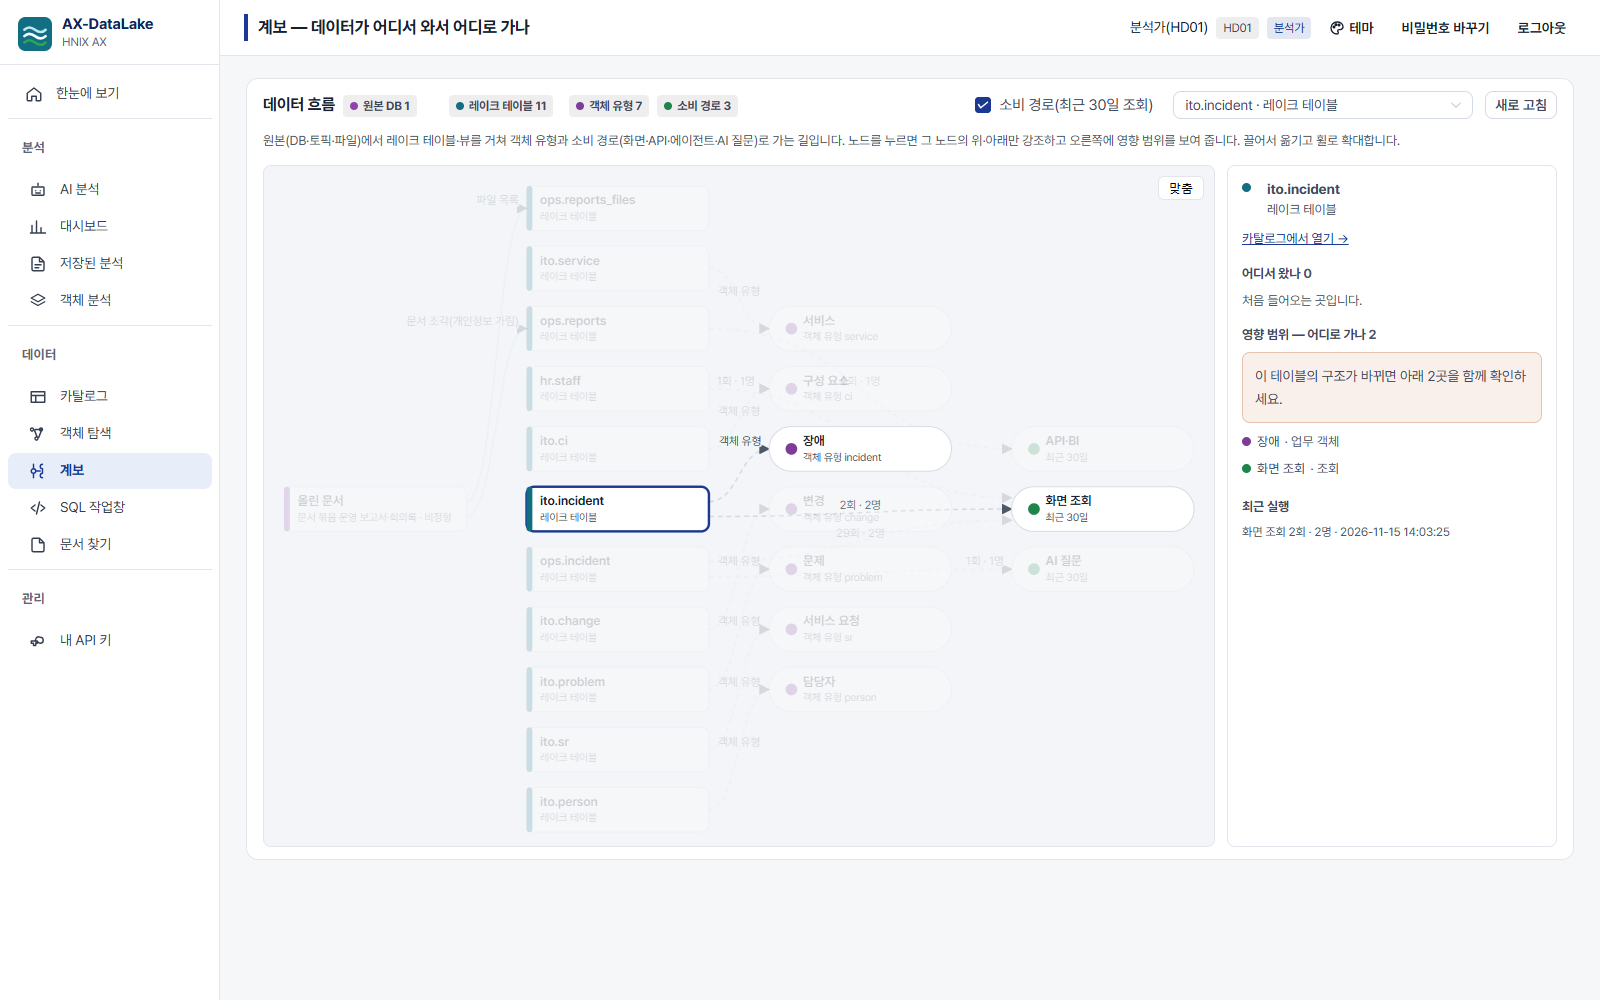 AX-DataLake
HNIX AX
한눈에 보기
분석
AI 분석
대시보드
저장된 분석
객체 분석
데이터
카탈로그
객체 탐색
계보
SQL 작업창
문서 찾기
관리
내 API 키
계보 — 데이터가 어디서 와서 어디로 가나
분석가(HD01) HD01 분석가 테마 비밀번호 바꾸기 로그아웃
데이터 흐름 원본 DB 1 레이크 테이블 11 객체 유형 7 소비 경로 3
소비 경로(최근 30일 조회) ito.incident · 레이크 테이블 새로 고침
원본(DB·토픽·파일)에서 레이크 테이블·뷰를 거쳐 객체 유형과 소비 경로(화면·API·에이전트·AI 질문)로 가는 길입니다. 노드를 누르면 그 노드의 위·아래만 강조하고 오른쪽에 영향 범위를 보여 줍니다. 끌어서 옮기고 휠로 확대합니다.
맞춤
파일 목록
ops.reports_files
레이크 테이블
ito.service
레이크 테이블
객체 유형
문서 조각(개인정보 가림)
ops.reports
레이크 테이블
서비스
객체 유형 service
hr.staff
레이크 테이블
1회 · 1명
구성 요소
객체 유형 ci
객체 유형
ito.ci
레이크 테이블
객체 유형
장애
객체 유형 incident
API·BI
최근 30일
올린 문서
문서 묶음 운영 보고서·회의록 · 비정형
ito.incident
레이크 테이블
변경
객체 유형 change
2회 · 2명
29회 · 2명
화면 조회
최근 30일
ops.incident
레이크 테이블
객체 유형
문제
객체 유형 problem
1회 · 1명
AI 질문
최근 30일
ito.change
레이크 테이블
객체 유형
서비스 요청
객체 유형 sr
ito.problem
레이크 테이블
객체 유형
담당자
객체 유형 person
ito.sr
레이크 테이블
객체 유형
ito.person
레이크 테이블
ito.incident
레이크 테이블
카탈로그에서 열기 →
어디서 왔나 0
처음 들어오는 곳입니다.
영향 범위 — 어디로 가나 2
이 테이블의 구조가 바뀌면 아래 2곳을 함께 확인하
세요.
장애 · 업무 객체
화면 조회 · 조회
최근 실행
화면 조회 2회 · 2명 · 2026-11-15 14:03:25